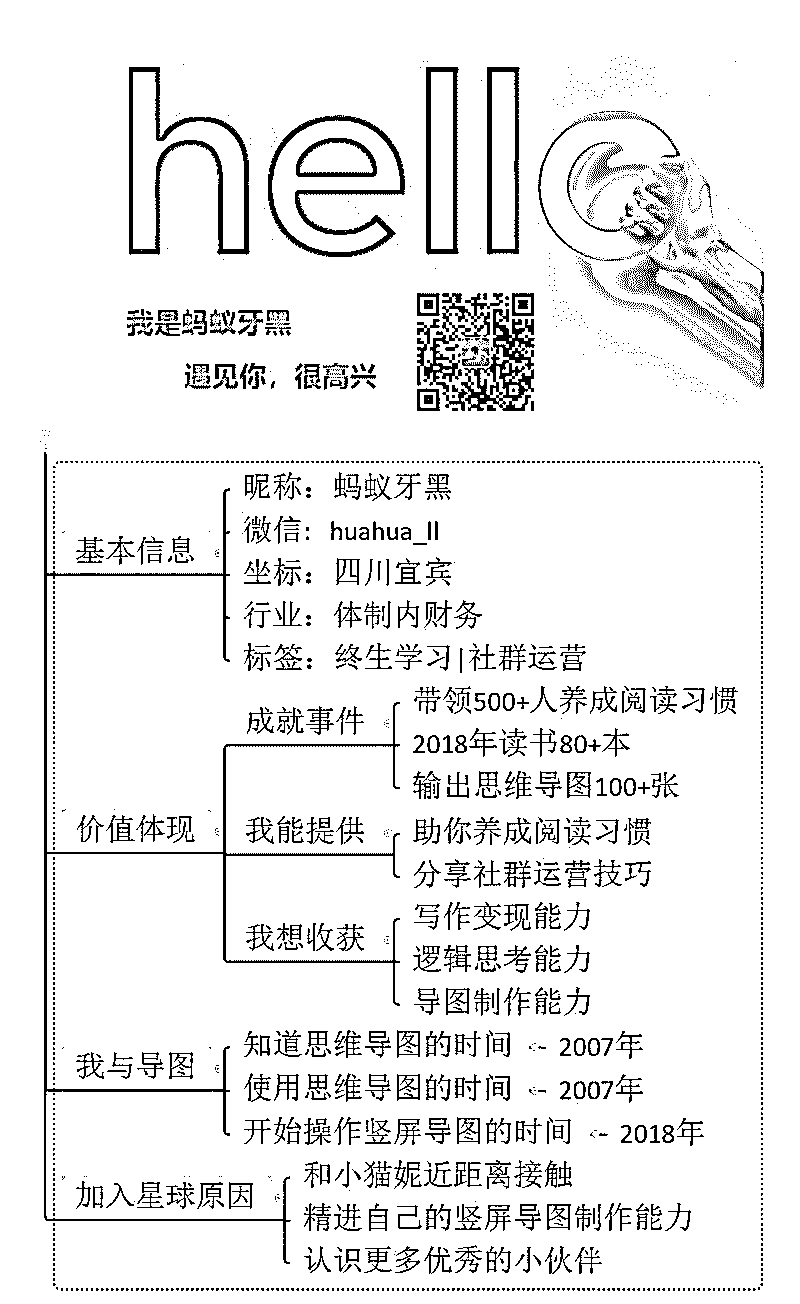 hello
我是蚂蚁牙黑
遇见你，很高兴
基本信息
昵称：蚂蚁牙黑
微信：huahua_ll
坐标：四川宜宾
行业：体制内财务
标签：终生学习|社群运营
价值体现
成就事件
带领500+人养成阅读习惯
2018年读书80+本
输出思维导图100+张
我能提供
助你养成阅读习惯
分享社群运营技巧
我想收获
写作变现能力
逻辑思考能力
导图制作能力
我与导图
知道思维导图的时间 <- 2007年
使用思维导图的时间 <- 2007年
开始操作竖屏导图的时间 <- 2018年
加入星球原因
和小猫妮近距离接触
精进自己的竖屏导图制作能力
认识更多优秀的小伙伴